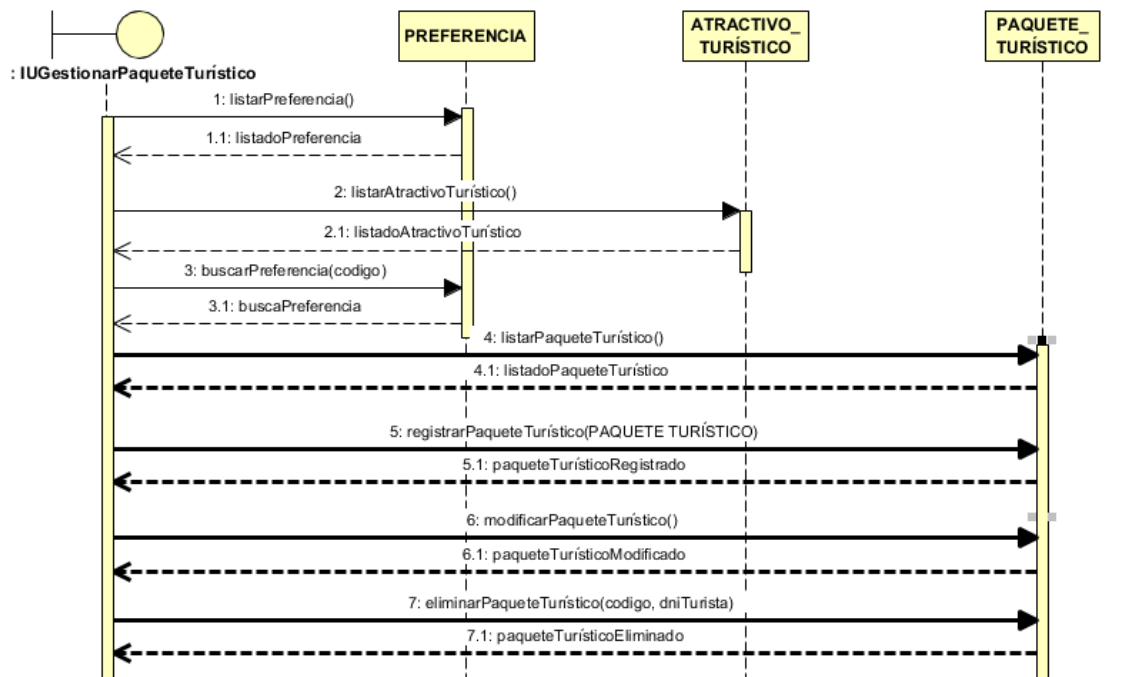 PREFERENCIA
ATRACTIVO_
TURÍSTICO
PAQUETE_
TURÍSTICO
: IUGestionarPaqueteTurístico
1: listarPreferencia()
1.1: listadoPreferencia
2: listarAtractivoTurístico()
2.1: listadoAtractivoTurístico
3: buscarPreferencia(codigo)
3.1: buscaPreferencia
4: listarPaqueteTurístico()
4.1: listadoPaqueteTurístico
5: registrarPaqueteTurístico(PAQUETE TURÍSTICO)
5.1: paqueteTurísticoRegistrado
6: modificarPaqueteTurístico()
6.1: paqueteTurísticoModificado
7: eliminarPaqueteTurístico(codigo, dniTurista)
7.1: paqueteTurísticoEliminado